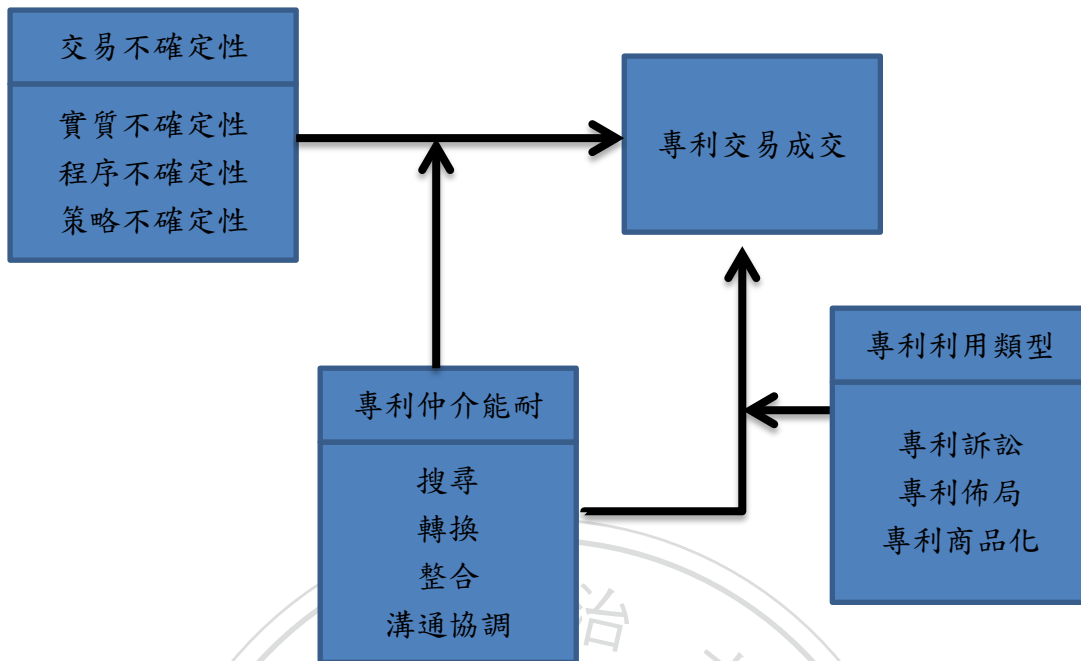 交易不確定性
實質不確定性
程序不確定性
策略不確定性
專利交易成交
專利仲介能耐
搜尋
轉換
整合
溝通協調
專利利用類型
專利訴訟
專利佈局
專利商品化
治